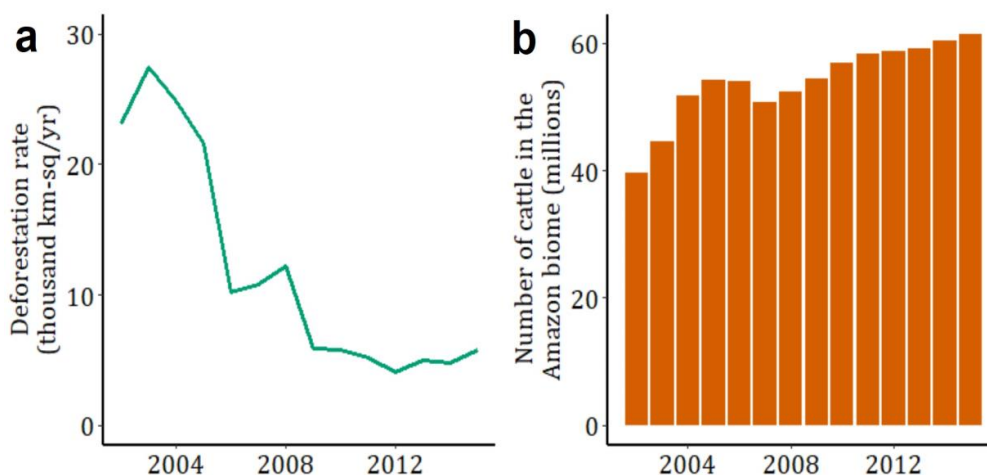 a
Deforestation rate
(thousand km-sq/yr)
30
20
10
0
2004 2008 2012
b
Number of cattle in the
Amazon biome (millions)
60
40
20
0
2004 2008 2012